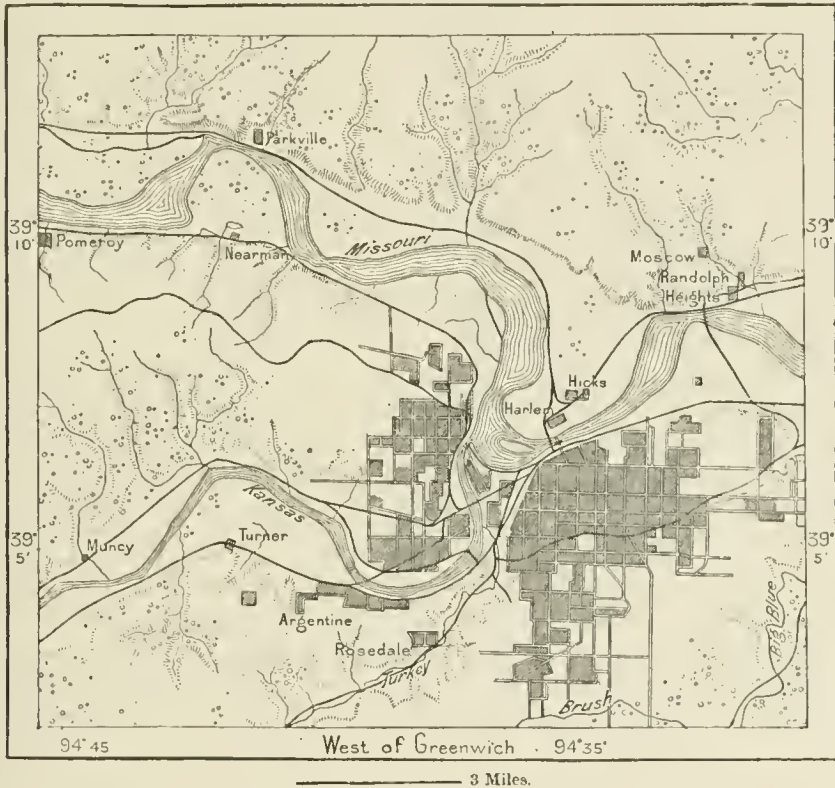 Parkville
39°
10'
Pomeroy
Nearman
Missouri
Moscow
Randolph
Heights
39°
10'
Hicks
Harlem
Kansas
39°
5'
Muncy
Turner
39°
5'
Argentine
Rosedale
Turkey
Big Blue
Brush
94°45
West of Greenwich
94°35'
3 Miles.